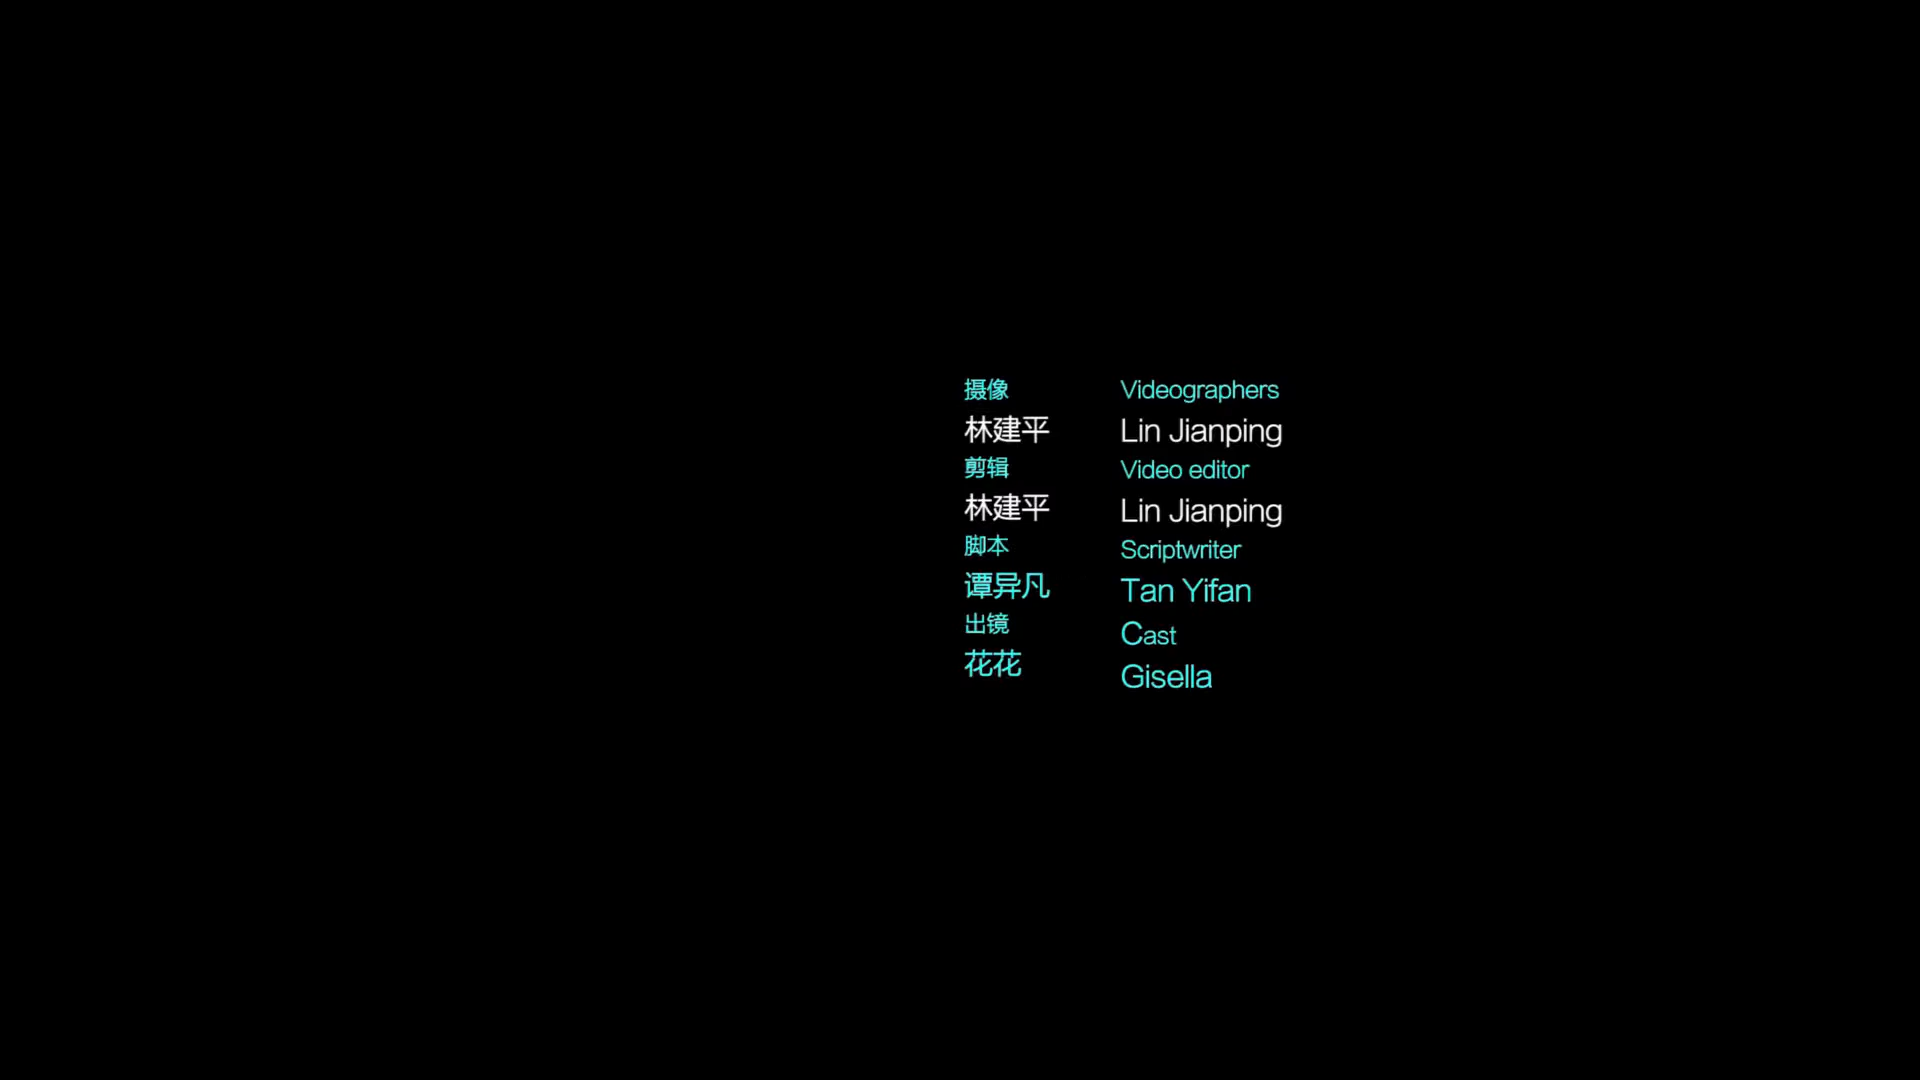 摄像
林建平
剪辑
林建平
脚本
谭异凡
出镜
花花
Videographers
Lin Jianping
Video editor
Lin Jianping
Scriptwriter
Tan Yifan
Cast
Gisella